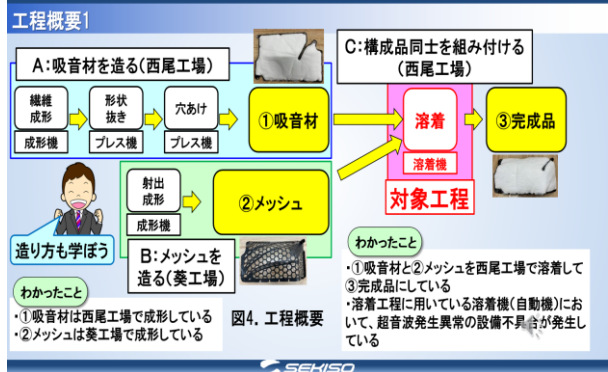 工程概要1
A:吸音材を造る(西尾工場)
繊維
成形
成形機
形状
抜き
プレス機
穴あけ
プレス機
①吸音材
C:構成品同士を組み付ける
(西尾工場)
溶着
溶着機
対象工程
③完成品
射出
成形
成形機
②メッシュ
造り方も学ぼう
B:メッシュを
造る(葵工場)
わかったこと
・①吸音材は西尾工場で成形している
・②メッシュは葵工場で成形している
図4. 工程概要
わかったこと
・①吸音材と②メッシュを西尾工場で溶着して
③完成品にしている
・溶着工程に用いている溶着機(自動機)にお
いて、超音波発生異常の設備不具合が発生し
ている
SEKISO